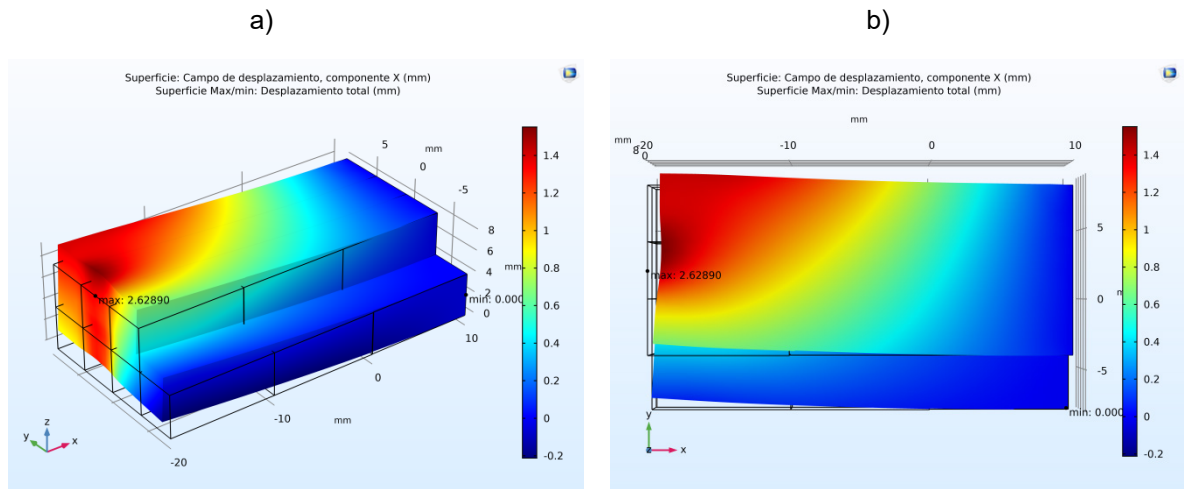 a)
Superficie: Campo de desplazamiento, componente X (mm)
Superficie Max/min: Desplazamiento total (mm)
5
mm
0
-5
8
6
4
mm
2
0
max: 2.62890
min: 0.000
10
0
-10
mm
-20
1.4
1.2
1
0.8
0.6
0.4
0.2
0
-0.2
y
z
x
b)
Superficie: Campo de desplazamiento, componente X (mm)
Superficie Max/min: Desplazamiento total (mm)
mm
mm
-20
-10
0
10
8
0
5
0
-5
max: 2.62890
min: 0.000
1.4
1.2
1
0.8
0.6
0.4
0.2
0
-0.2
y
z
x